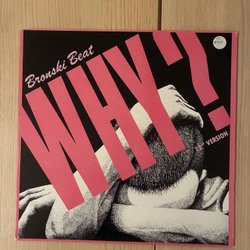 Bronski Beat
WHY?
12" VERSION